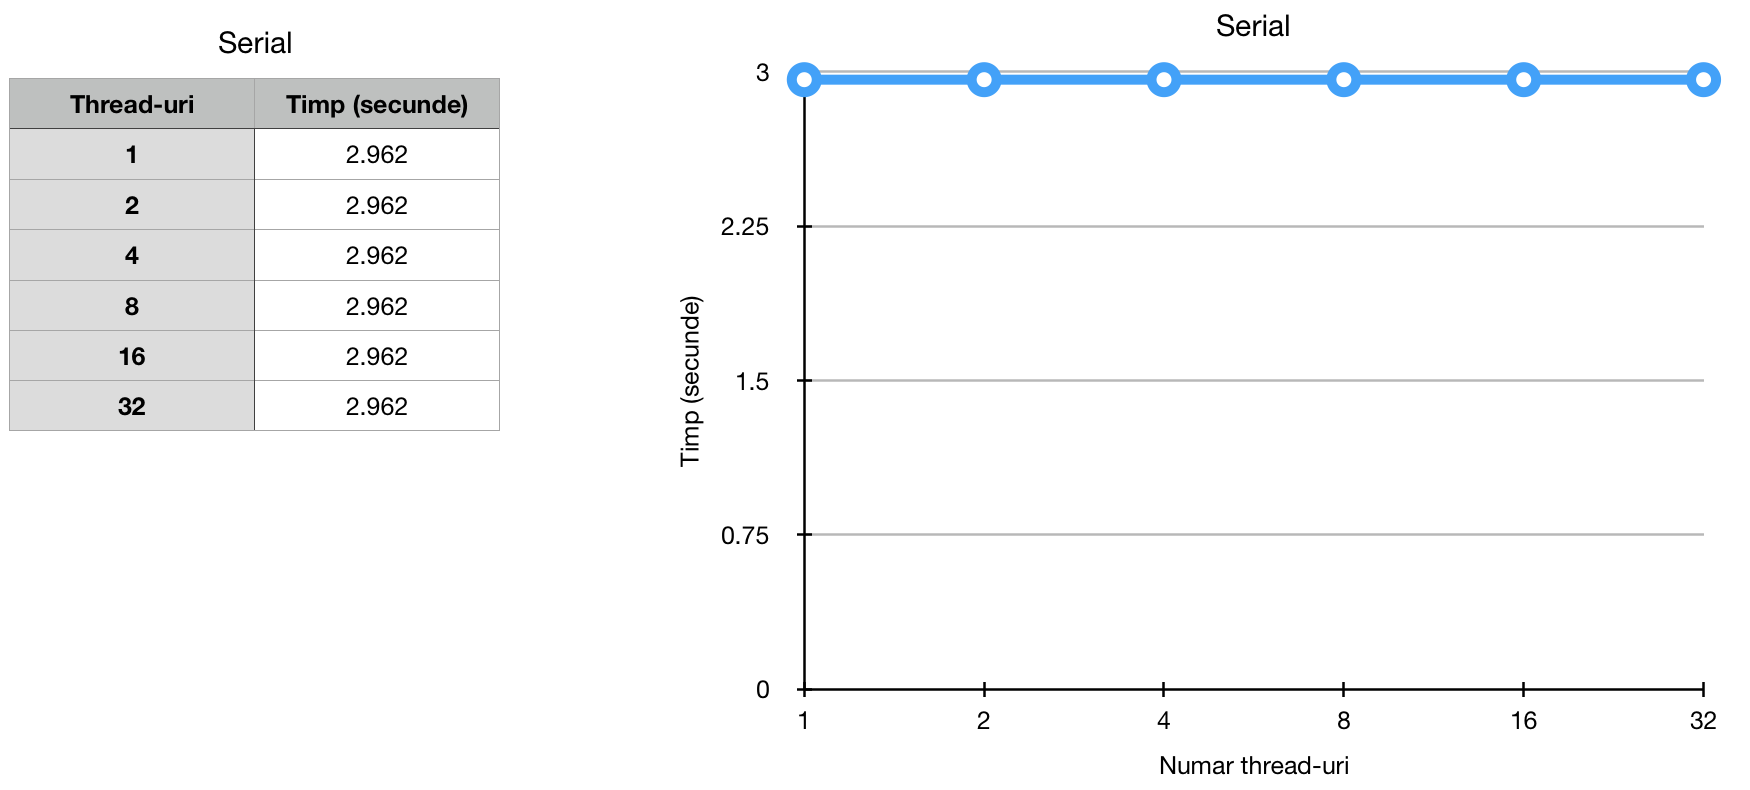 Serial
Thread-uri Timp (secunde)
1 2.962
2 2.962
4 2.962
8 2.962
16 2.962
32 2.962
Serial
Timp (secunde)
3
2.25
1.5
0.75
0
1 2 4 8 16 32
Numar thread-uri